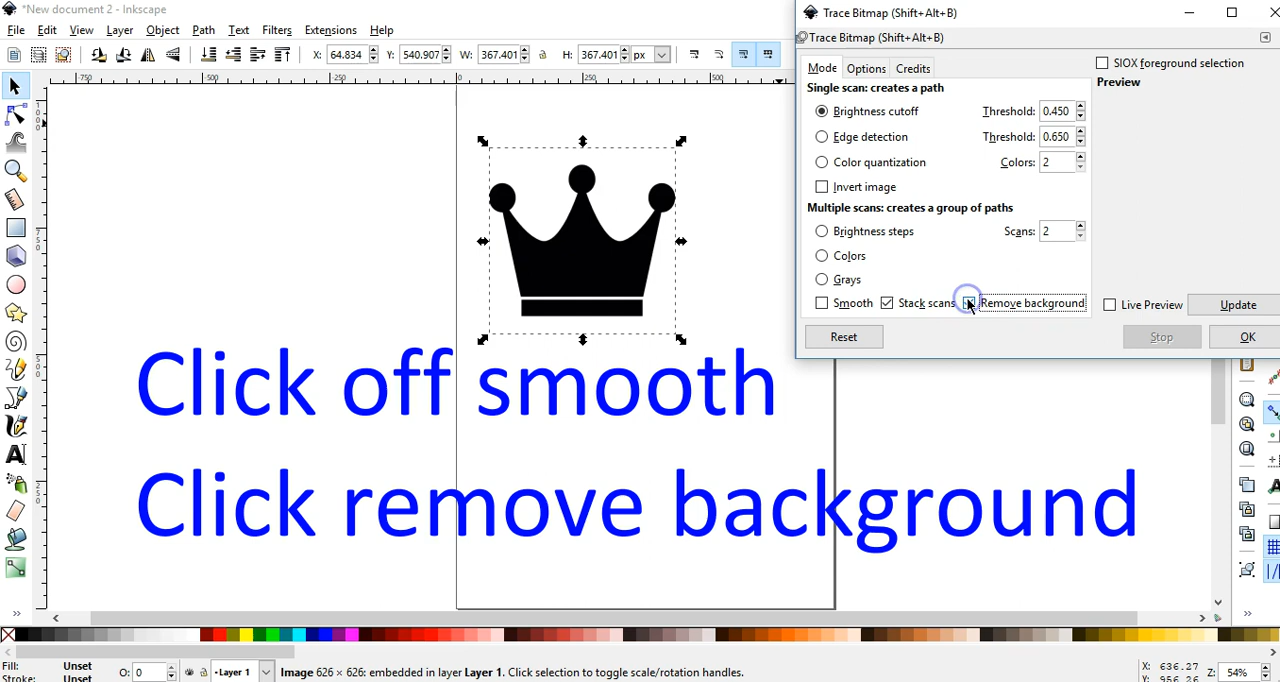 *New document 2 - Inkscape
File Edit View Layer Object Path Text Filters Extensions Help
X: 64.834 Y: 540.907 W: 367.401 H: 367.401 px
Trace Bitmap (Shift+Alt+B)
Trace Bitmap (Shift+Alt+B)
Mode Options Credits
SIOX foreground selection
Single scan: creates a path
Preview
Brightness cutoff Threshold: 0.450
Edge detection Threshold: 0.650
Color quantization Colors: 2
Invert image
Multiple scans: creates a group of paths
Brightness steps Scans: 2
Colors
Grays
Smooth Stack scans Remove background
Live Preview Update
Reset Stop OK
Click off smooth
Click remove background
Fill: Unset
Stroke: Unset
O: 0 Layer 1 Image 626 × 626: embedded in layer Layer 1. Click selection to toggle scale/rotation handles.
X: 636.27
Y: 956.26
Z: 54%